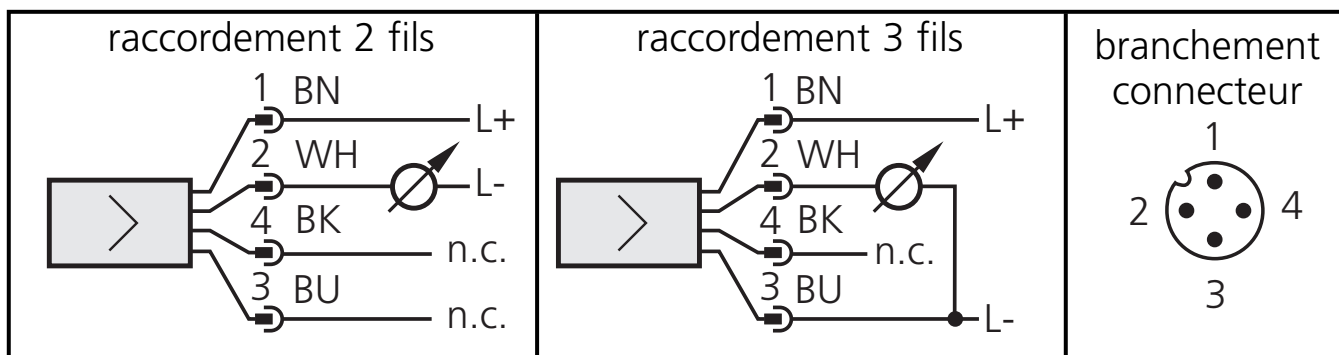 raccordement 2 fils
1 BN
L+
2 WH
L-
4 BK
n.c.
3 BU
n.c.
raccordement 3 fils
1 BN
L+
2 WH
4 BK
n.c.
3 BU
L-
branchement
connecteur
1
2 4
3